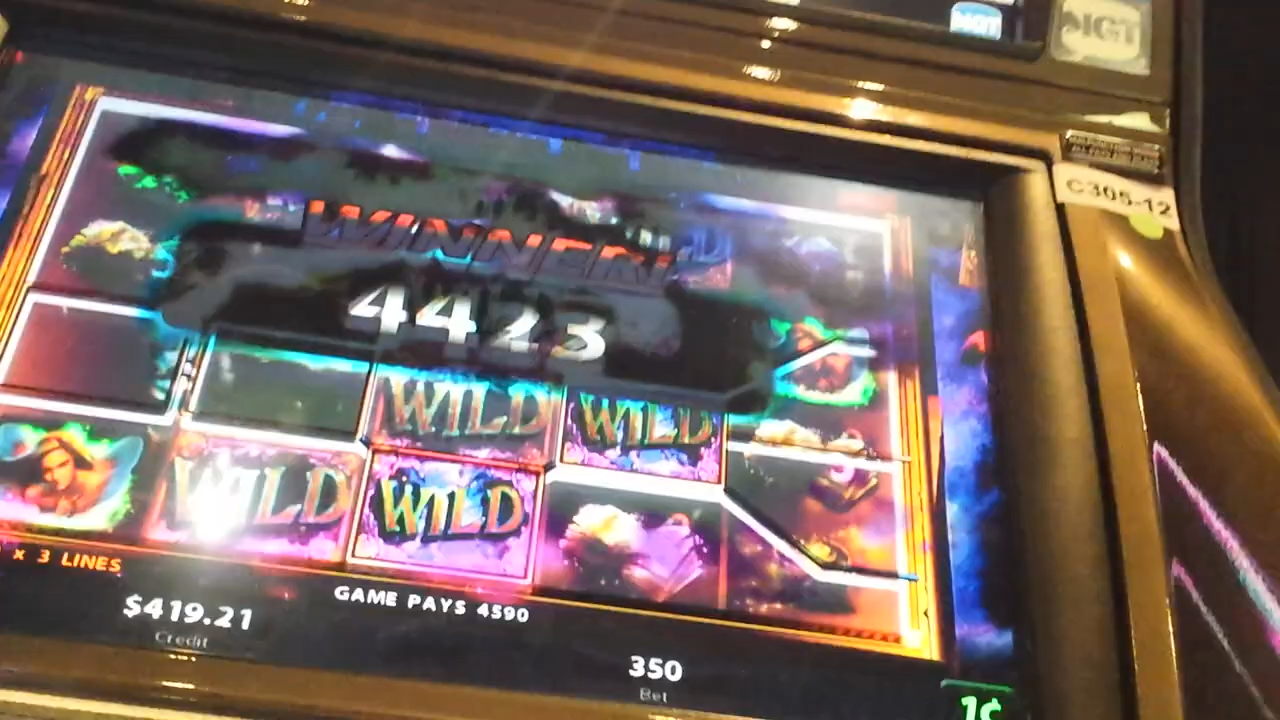 IGT
IGT
C305-12
WINNER!
4423
WILD
WILD
WILD
WILD
x 3 LINES
GAME PAYS 4590
$419.21
Credit
350
Bet
1¢